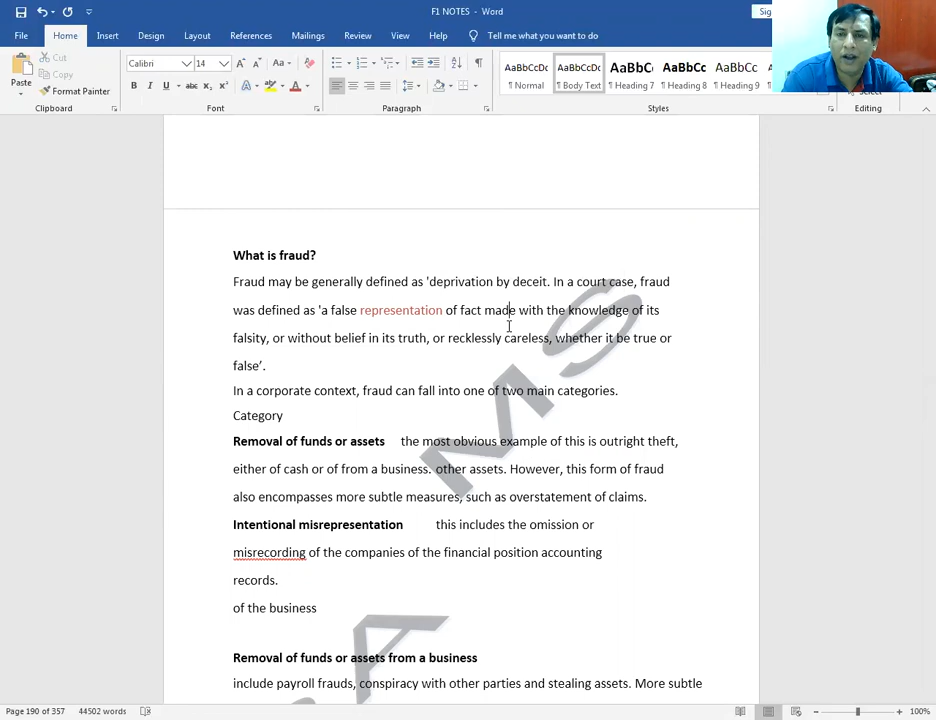 F1 NOTES - Word
Sig
File Home Insert Design Layout References Mailings Review View Help Tell me what you want to do
Paste
Cut
Copy
Format Painter
Clipboard
Calibri 14
Font
Paragraph
AaBbCcDc AaBbCcDc AaBbC AaBbCc AaBbCc
¶ Normal ¶ Body Text ¶ Heading 7 ¶ Heading 8 ¶ Heading 9
Styles
Editing
What is fraud?
Fraud may be generally defined as 'deprivation by deceit. In a court case, fraud
was defined as 'a false representation of fact made with the knowledge of its
falsity, or without belief in its truth, or recklessly careless, whether it be true or
false’.
In a corporate context, fraud can fall into one of two main categories.
Category
Removal of funds or assets the most obvious example of this is outright theft,
either of cash or of from a business. other assets. However, this form of fraud
also encompasses more subtle measures, such as overstatement of claims.
Intentional misrepresentation this includes the omission or
misrecording of the companies of the financial position accounting
records.
of the business
Removal of funds or assets from a business
include payroll frauds, conspiracy with other parties and stealing assets. More subtle
MS
A
Page 190 of 357 44502 words
100%